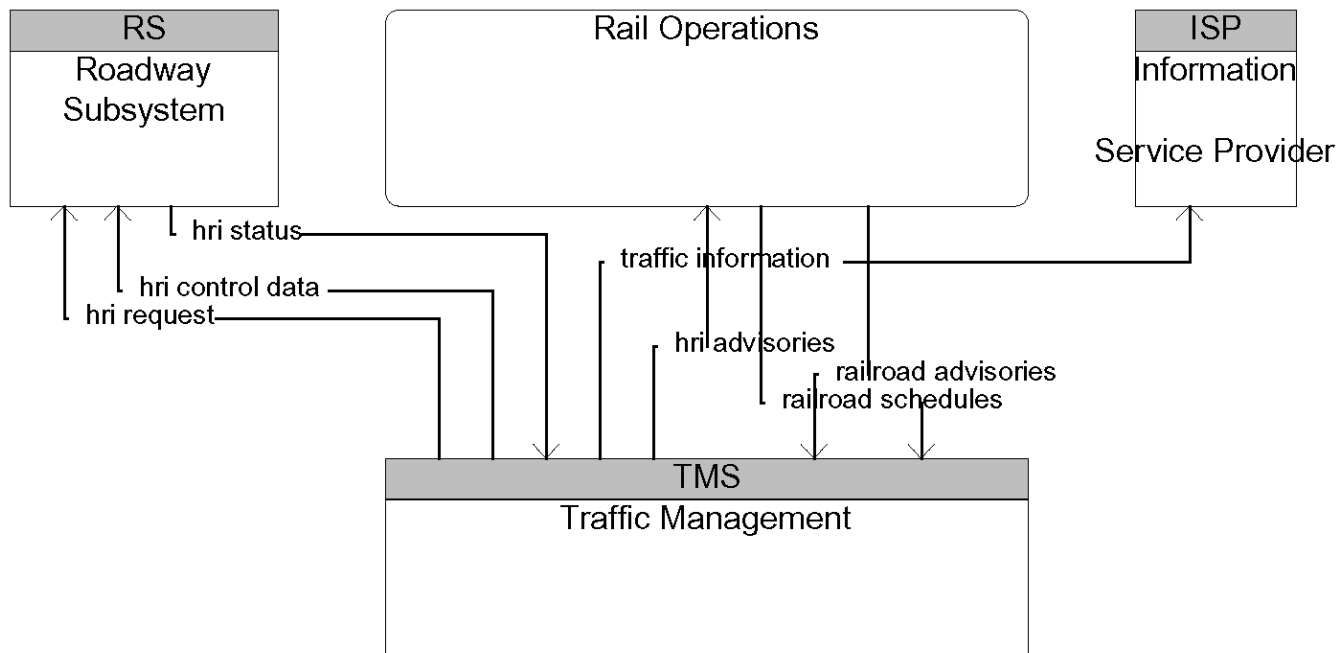 RS
Roadway
Subsystem
Rail Operations
ISP
Information
Service Provider
hri status
traffic information
hri control data
hri request
hri advisories
railroad advisories
railroad schedules
TMS
Traffic Management